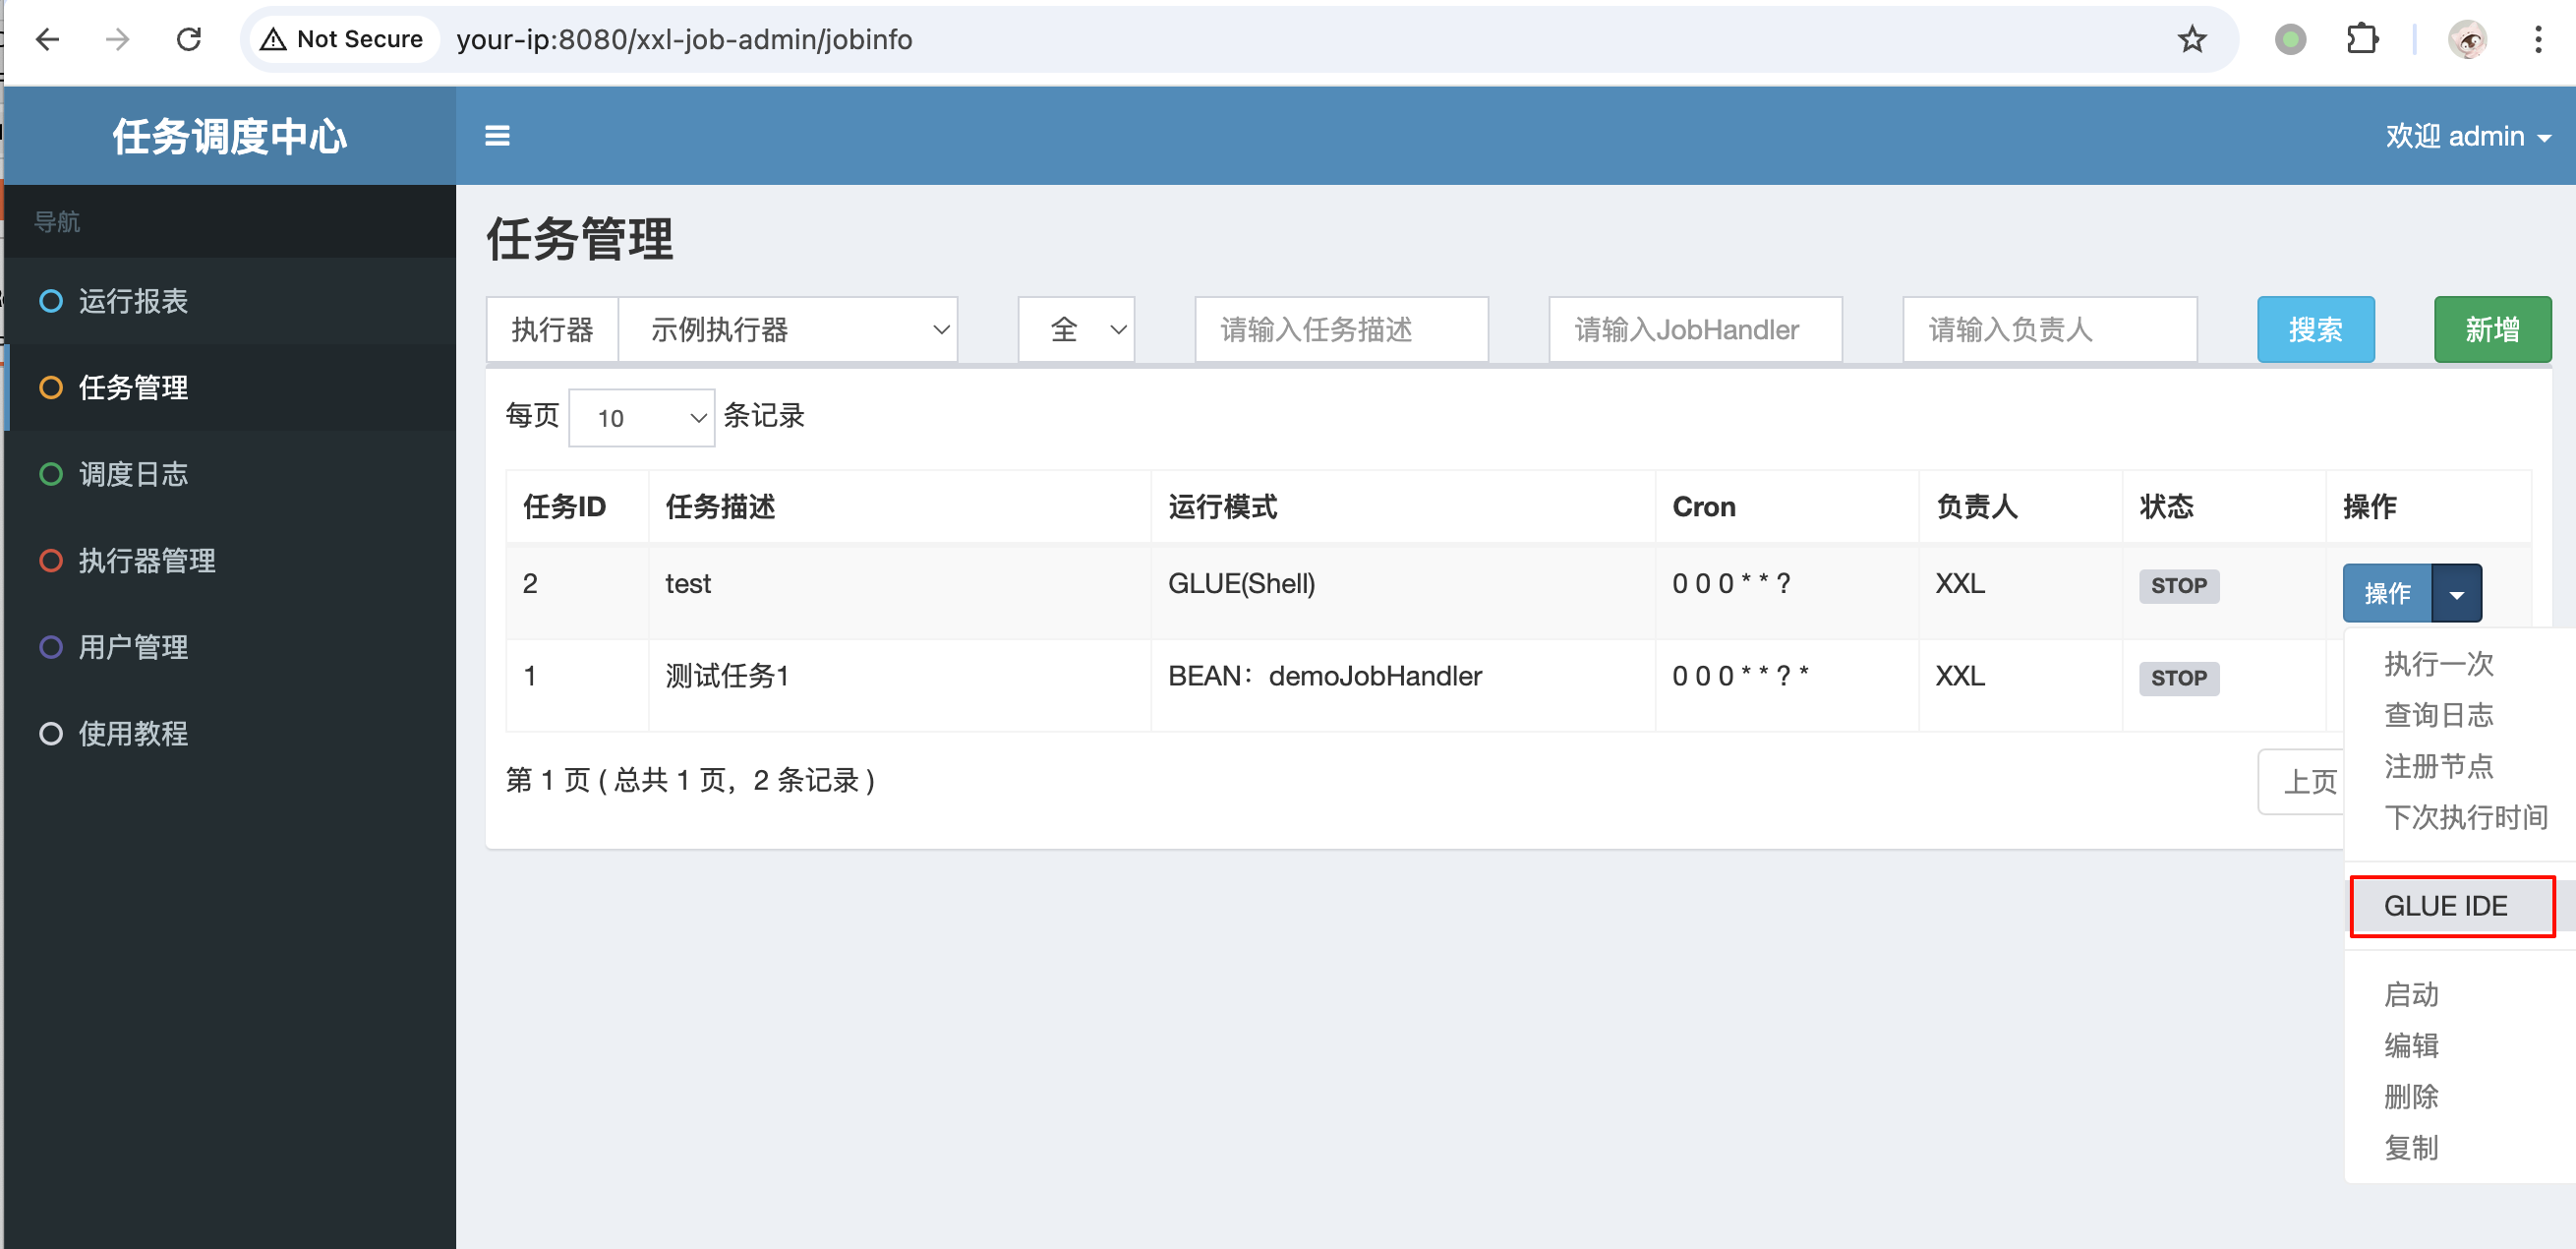 Not Secure your-ip:8080/xxl-job-admin/jobinfo
任务调度中心
欢迎 admin
导航
运行报表
任务管理
调度日志
执行器管理
用户管理
使用教程
任务管理
执行器 示例执行器 全 请输入任务描述 请输入JobHandler 请输入负责人 搜索 新增
每页 10 条记录
任务ID 任务描述 运行模式 Cron 负责人 状态 操作
2 test GLUE(Shell) 0 0 0 * * ? XXL STOP 操作
1 测试任务1 BEAN：demoJobHandler 0 0 0 * * ? * XXL STOP
第 1 页 ( 总共 1 页，2 条记录 ) 上页
执行一次
查询日志
注册节点
下次执行时间
GLUE IDE
启动
编辑
删除
复制